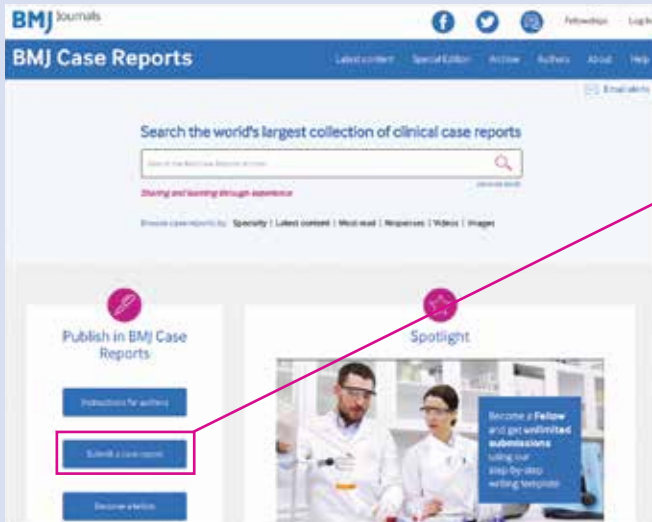 BMJ Journals
Fellowships Log In
BMJ Case Reports
Latest content Special Edition Archive Authors About Help
Email alerts
Search the world's largest collection of clinical case reports
Sharing and learning through experience
Browse case reports by: Specialty | Latest content | Most read | Responses | Videos | Images
Publish in BMJ Case
Reports
Instructions for authors
Submit a case report
Become a fellow
Spotlight
Become a Fellow
and get unlimited
submissions
using our
step-by-step
writing template